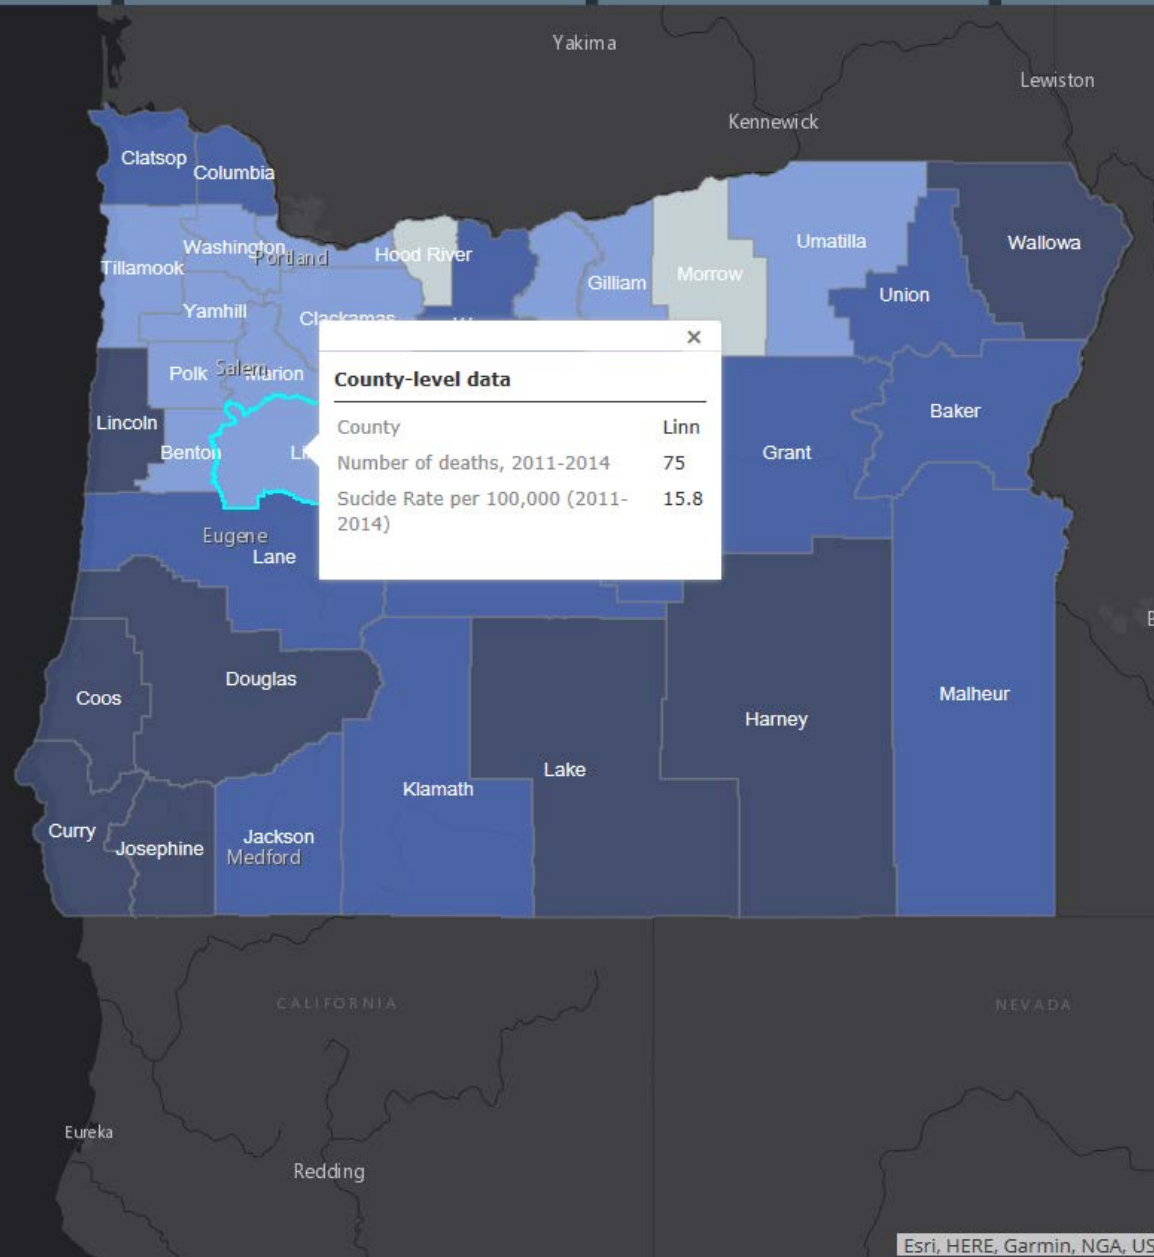 Yakima
Lewiston
Kennewick
Clatsop
Columbia
Washington
Portland
Hood River
Umatilla
Wallowa
Tillamook
Gilliam
Morrow
Union
Yamhill
Clackamas
×
Polk
Salem
Marion
County-level data
Baker
Lincoln
County Linn
Benton
Grant
Number of deaths, 2011-2014 75
Sucide Rate per 100,000 (2011- 15.8
2014)
Eugene
Lane
Douglas
Coos
Malheur
Harney
Lake
Klamath
Curry
Jackson
Josephine
Medford
CALIFORNIA
NEVADA
Eureka
Redding
Esri, HERE, Garmin, NGA, US